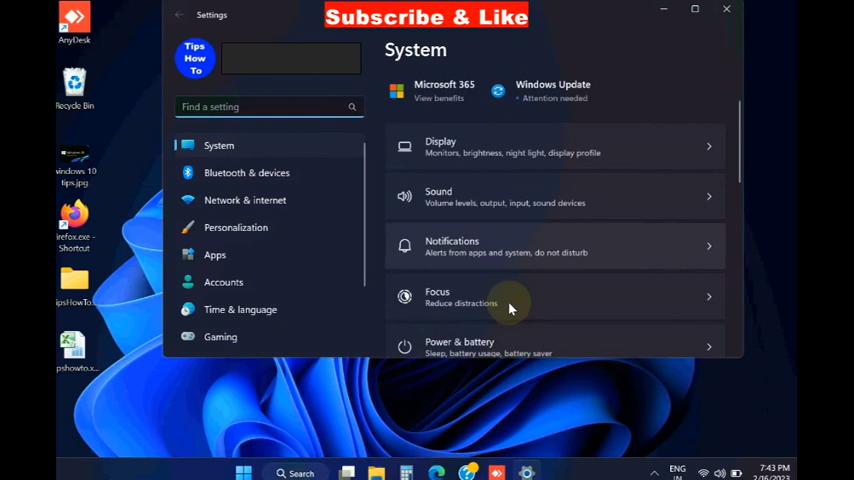 Subscribe & Like
AnyDesk
Recycle Bin
windows 10
tips.jpg
irefox.exe -
Shortcut
tipsHowTo
ipshowto.x...
Settings
Tips
How
To
Find a setting
System
Bluetooth & devices
Network & internet
Personalization
Apps
Accounts
Time & language
Gaming
System
Microsoft 365
View benefits
Windows Update
• Attention needed
Display
Monitors, brightness, night light, display profile
Sound
Volume levels, output, input, sound devices
Notifications
Alerts from apps and system, do not disturb
Focus
Reduce distractions
Power & battery
Sleep, battery usage, battery saver
Search
ENG
IN
7:43 PM
2/16/2023